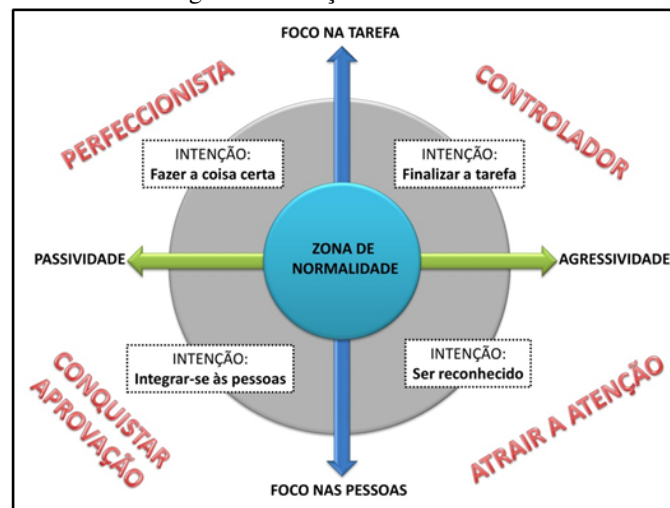 FOCO NA TAREFA
PERFECCIONISTA
CONTROLADOR
INTENÇÃO:
Fazer a coisa certa
INTENÇÃO:
Finalizar a tarefa
PASSIVIDADE
ZONA DE
NORMALIDADE
AGRESSIVIDADE
INTENÇÃO:
Integrar-se às pessoas
INTENÇÃO:
Ser reconhecido
CONQUISTAR
APROVAÇÃO
ATRAIR A ATENÇÃO
FOCO NAS PESSOAS